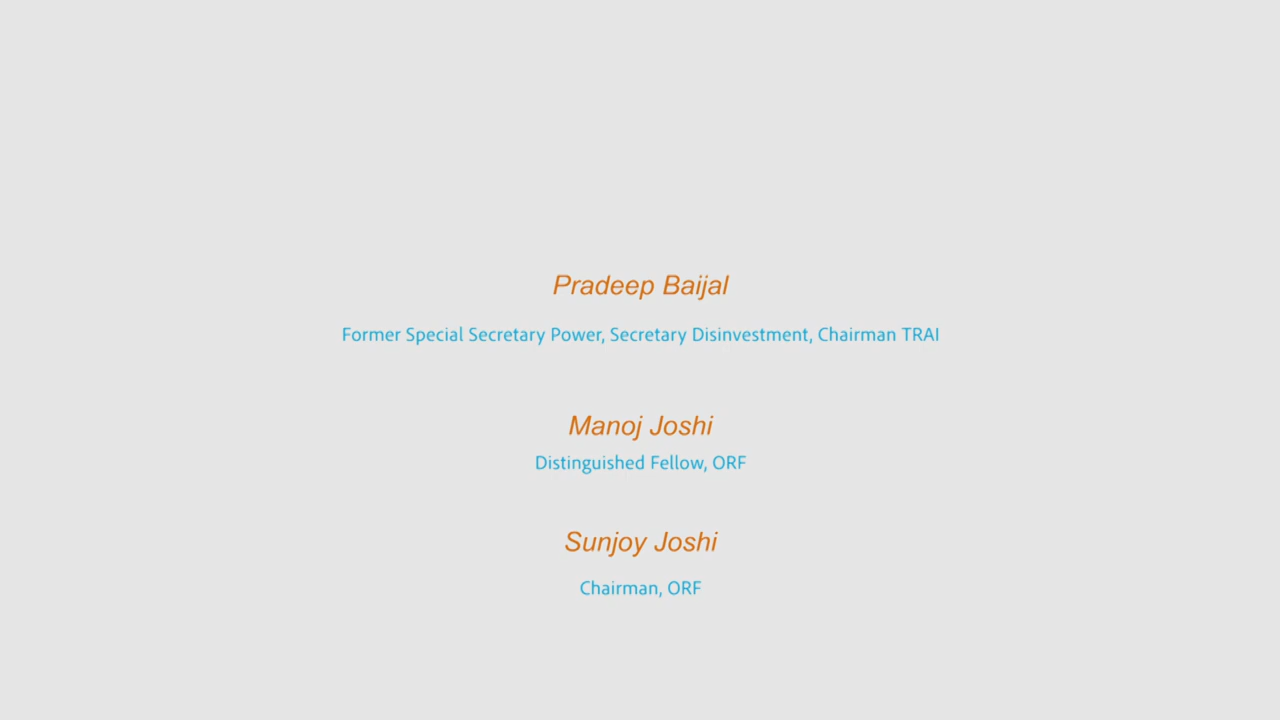 Pradeep Baijal
Former Special Secretary Power, Secretary Disinvestment, Chairman TRAI
Manoj Joshi
Distinguished Fellow, ORF
Sunjoy Joshi
Chairman, ORF